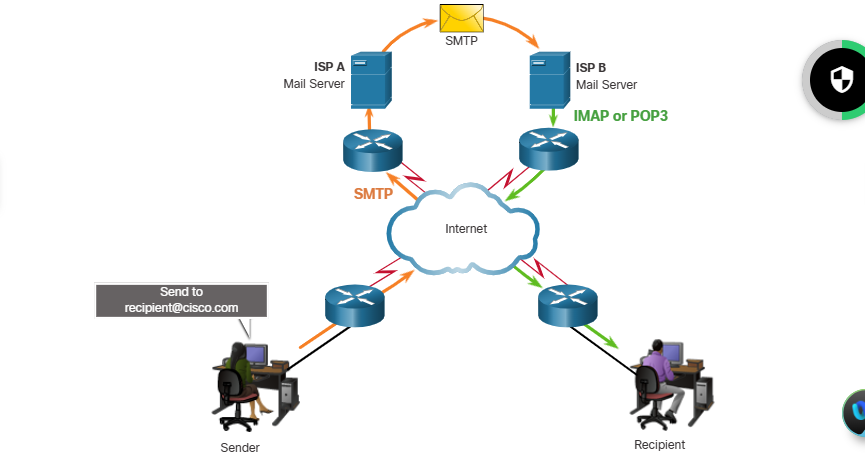 SMTP
ISP A
Mail Server
ISP B
Mail Server
IMAP or POP3
SMTP
Internet
Send to
recipient@cisco.com
Sender
Recipient